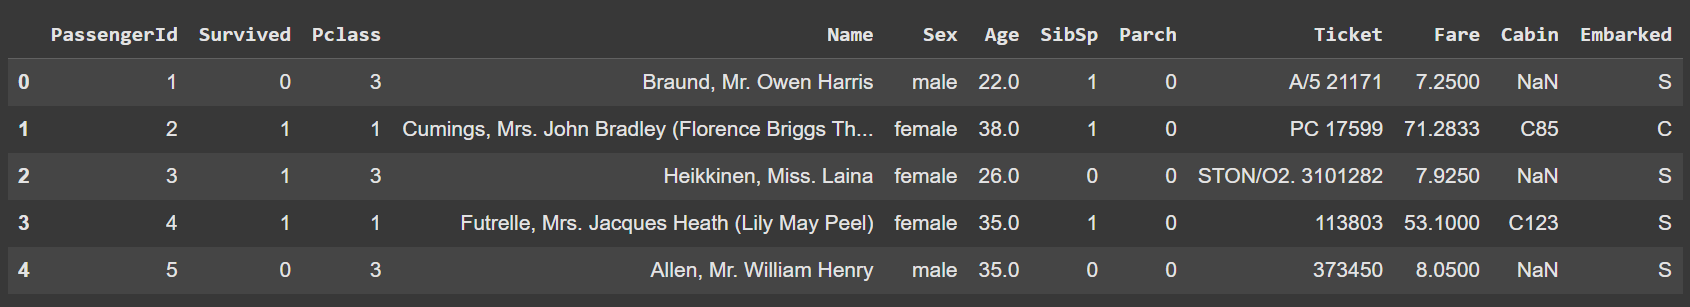 PassengerId Survived Pclass Name Sex Age SibSp Parch Ticket Fare Cabin Embarked
0 1 0 3 Braund, Mr. Owen Harris male 22.0 1 0 A/5 21171 7.2500 NaN S
1 2 1 1 Cumings, Mrs. John Bradley (Florence Briggs Th... female 38.0 1 0 PC 17599 71.2833 C85 C
2 3 1 3 Heikkinen, Miss. Laina female 26.0 0 0 STON/O2. 3101282 7.9250 NaN S
3 4 1 1 Futrelle, Mrs. Jacques Heath (Lily May Peel) female 35.0 1 0 113803 53.1000 C123 S
4 5 0 3 Allen, Mr. William Henry male 35.0 0 0 373450 8.0500 NaN S